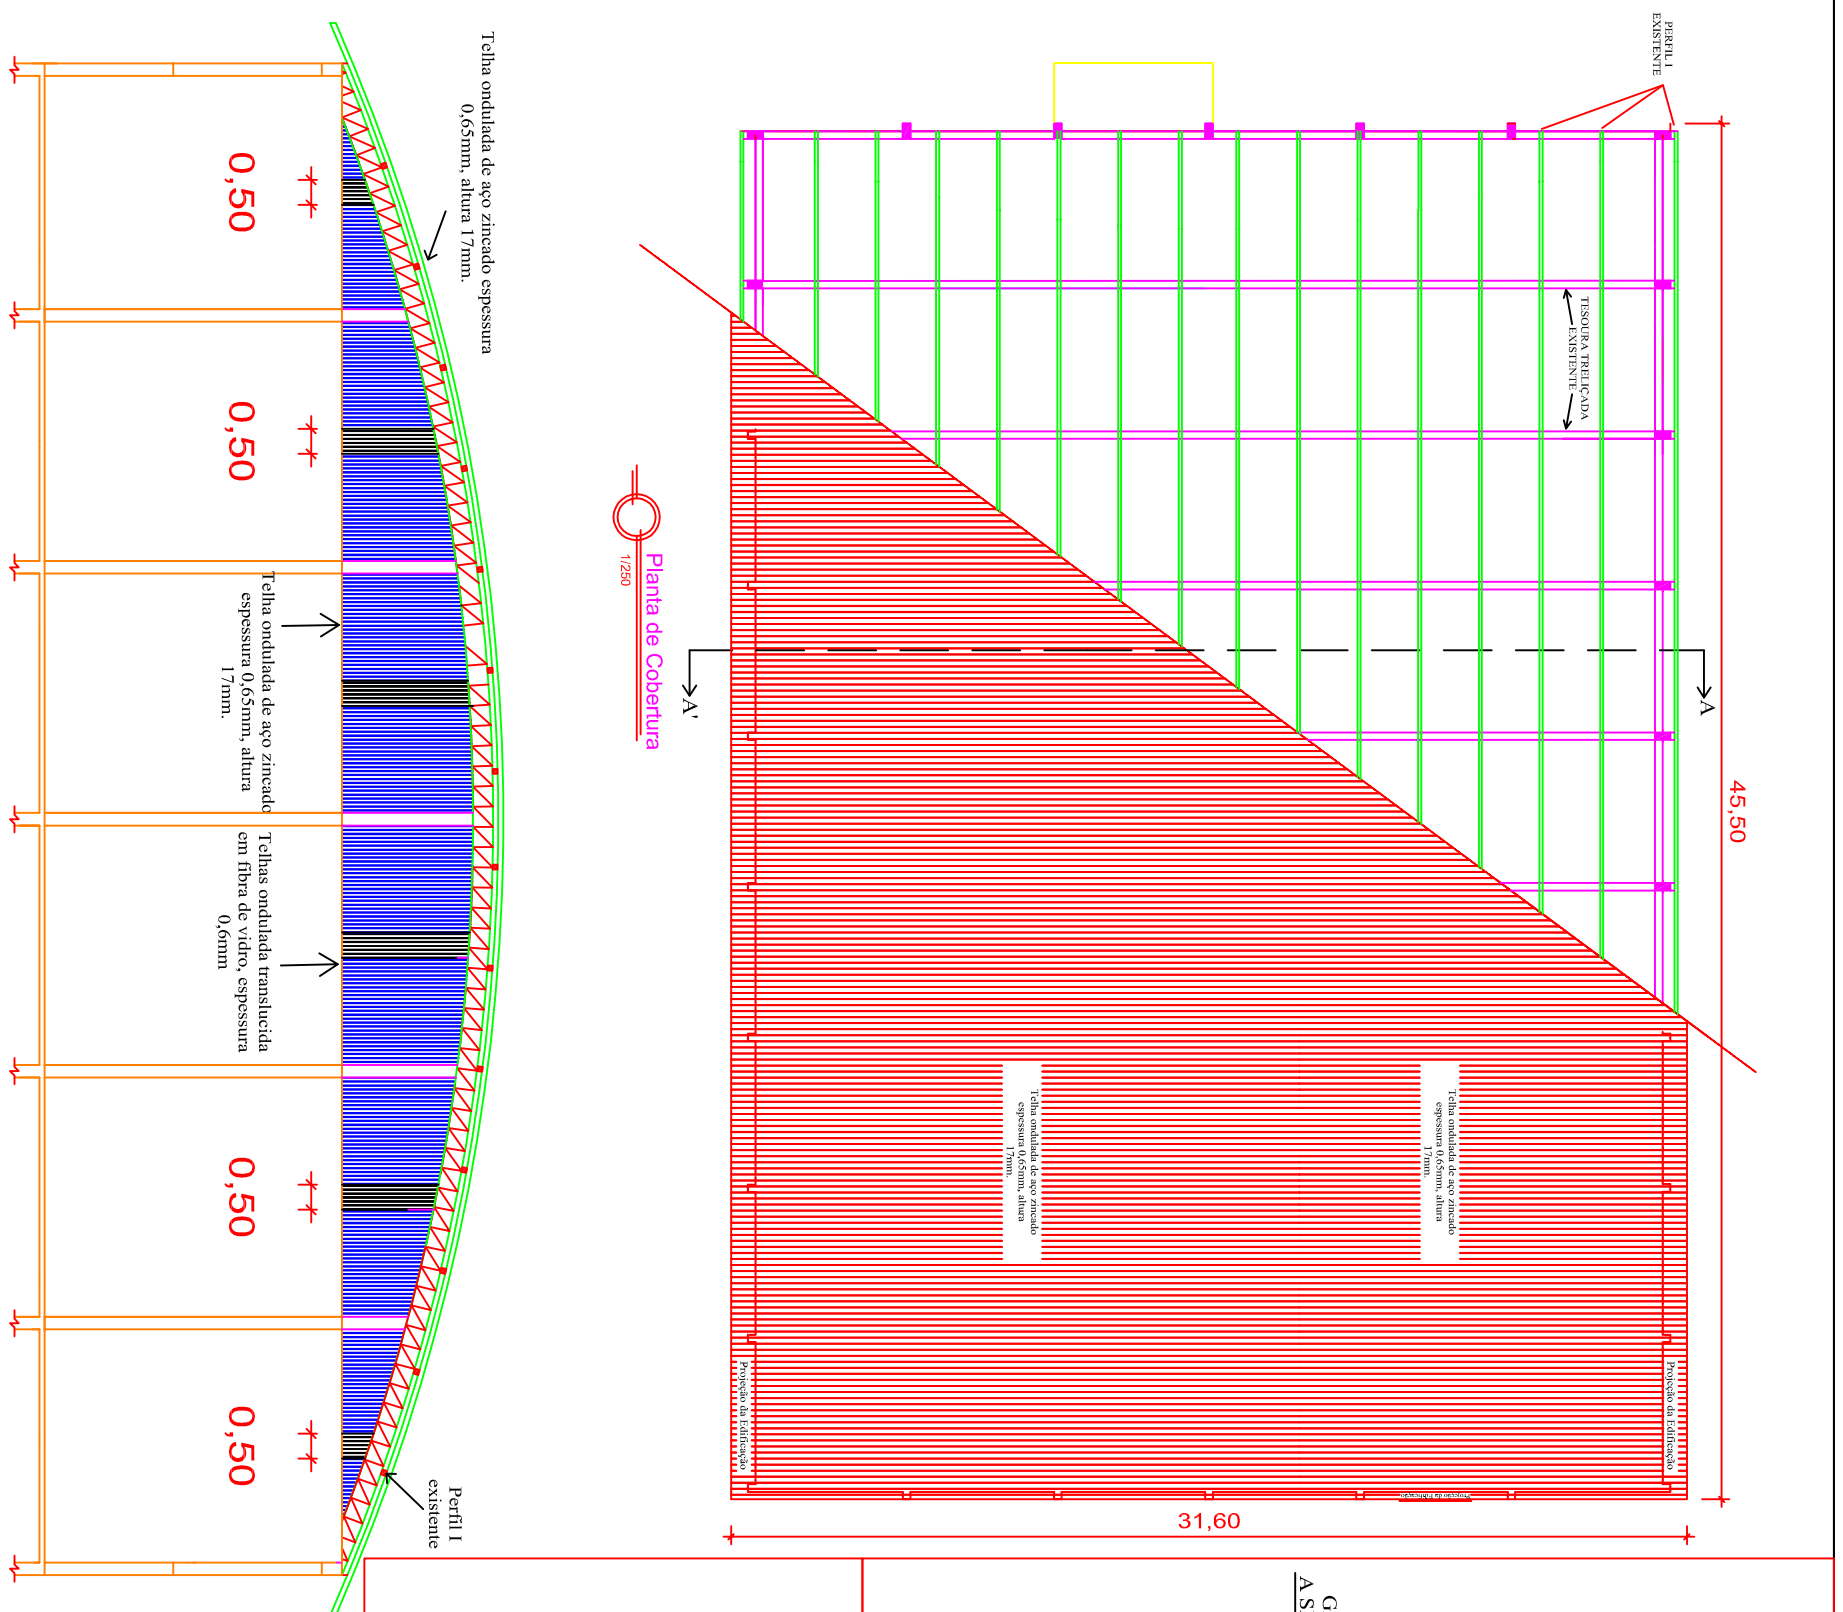 PERFIL I
EXISTENTE
TESOURA TRELIÇADA
EXISTENTE
A
45,50
Telha ondulada de aço zincado
espessura 0,65mm, altura
17mm.
Telha ondulada de aço zincado
espessura 0,65mm, altura
17mm.
Projeção da Edificação
Projeção da Edificação
Projeção da Edificação
31,60
A'
Planta de Cobertura
1/250
Telha ondulada de aço zincado espessura
0,65mm, altura 17mm.
Perfil I
existente
Telha ondulada de aço zincado
espessura 0,65mm, altura
17mm.
Telhas ondulada translucida
em fibra de vidro, espessura
0,6mm
0,50
0,50
0,50
0,50